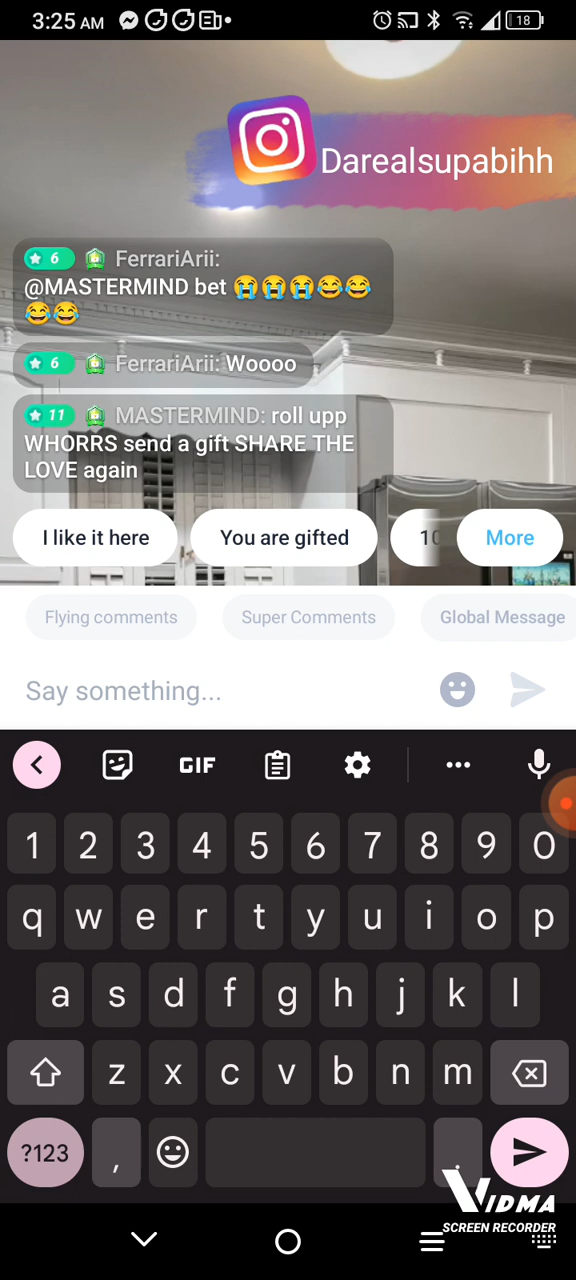 3:25 AM 18
Darealsupabihh
6 FerrariArii:
@MASTERMIND bet 😭😭😭😂😂
😂😂
6 FerrariArii: Woooo
11 MASTERMIND: roll upp
WHORRS send a gift SHARE THE
LOVE again
I like it here You are gifted 10 More
Flying comments Super Comments Global Message
Say something...
GIF
1 2 3 4 5 6 7 8 9 0
q w e r t y u i o p
a s d f g h j k l
z x c v b n m
?123 , .
VIDMA
SCREEN RECORDER